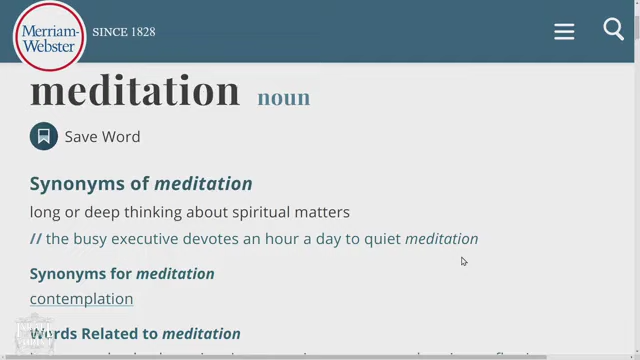 Merriam-
Webster
SINCE 1828
meditation noun
Save Word
Synonyms of meditation
long or deep thinking about spiritual matters
// the busy executive devotes an hour a day to quiet meditation
Synonyms for meditation
contemplation
Words Related to meditation